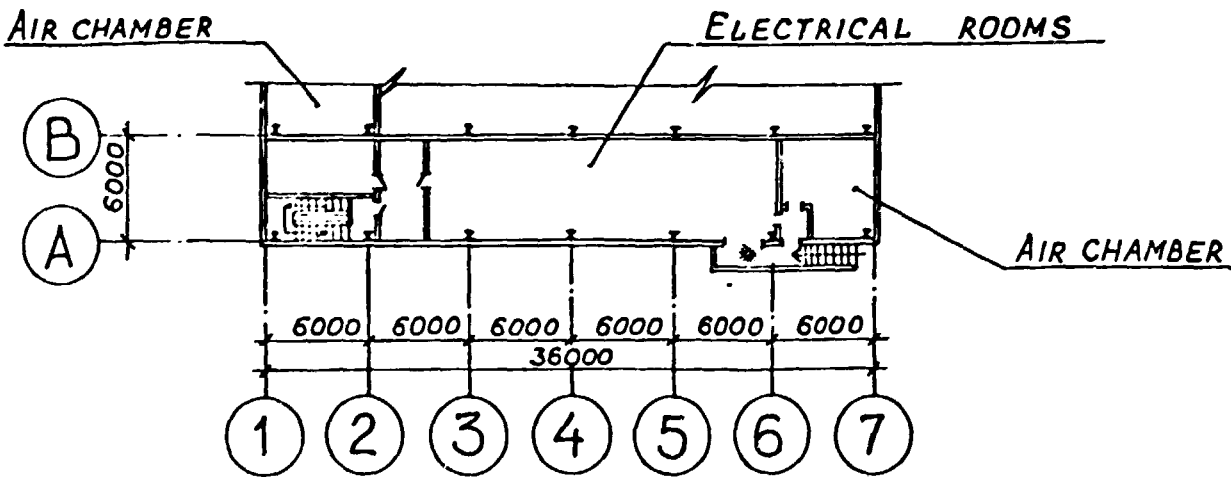 AIR CHAMBER
ELECTRICAL ROOMS
B
6000
A
AIR CHAMBER
6000 6000 6000 6000 6000 6000
36000
1 2 3 4 5 6 7